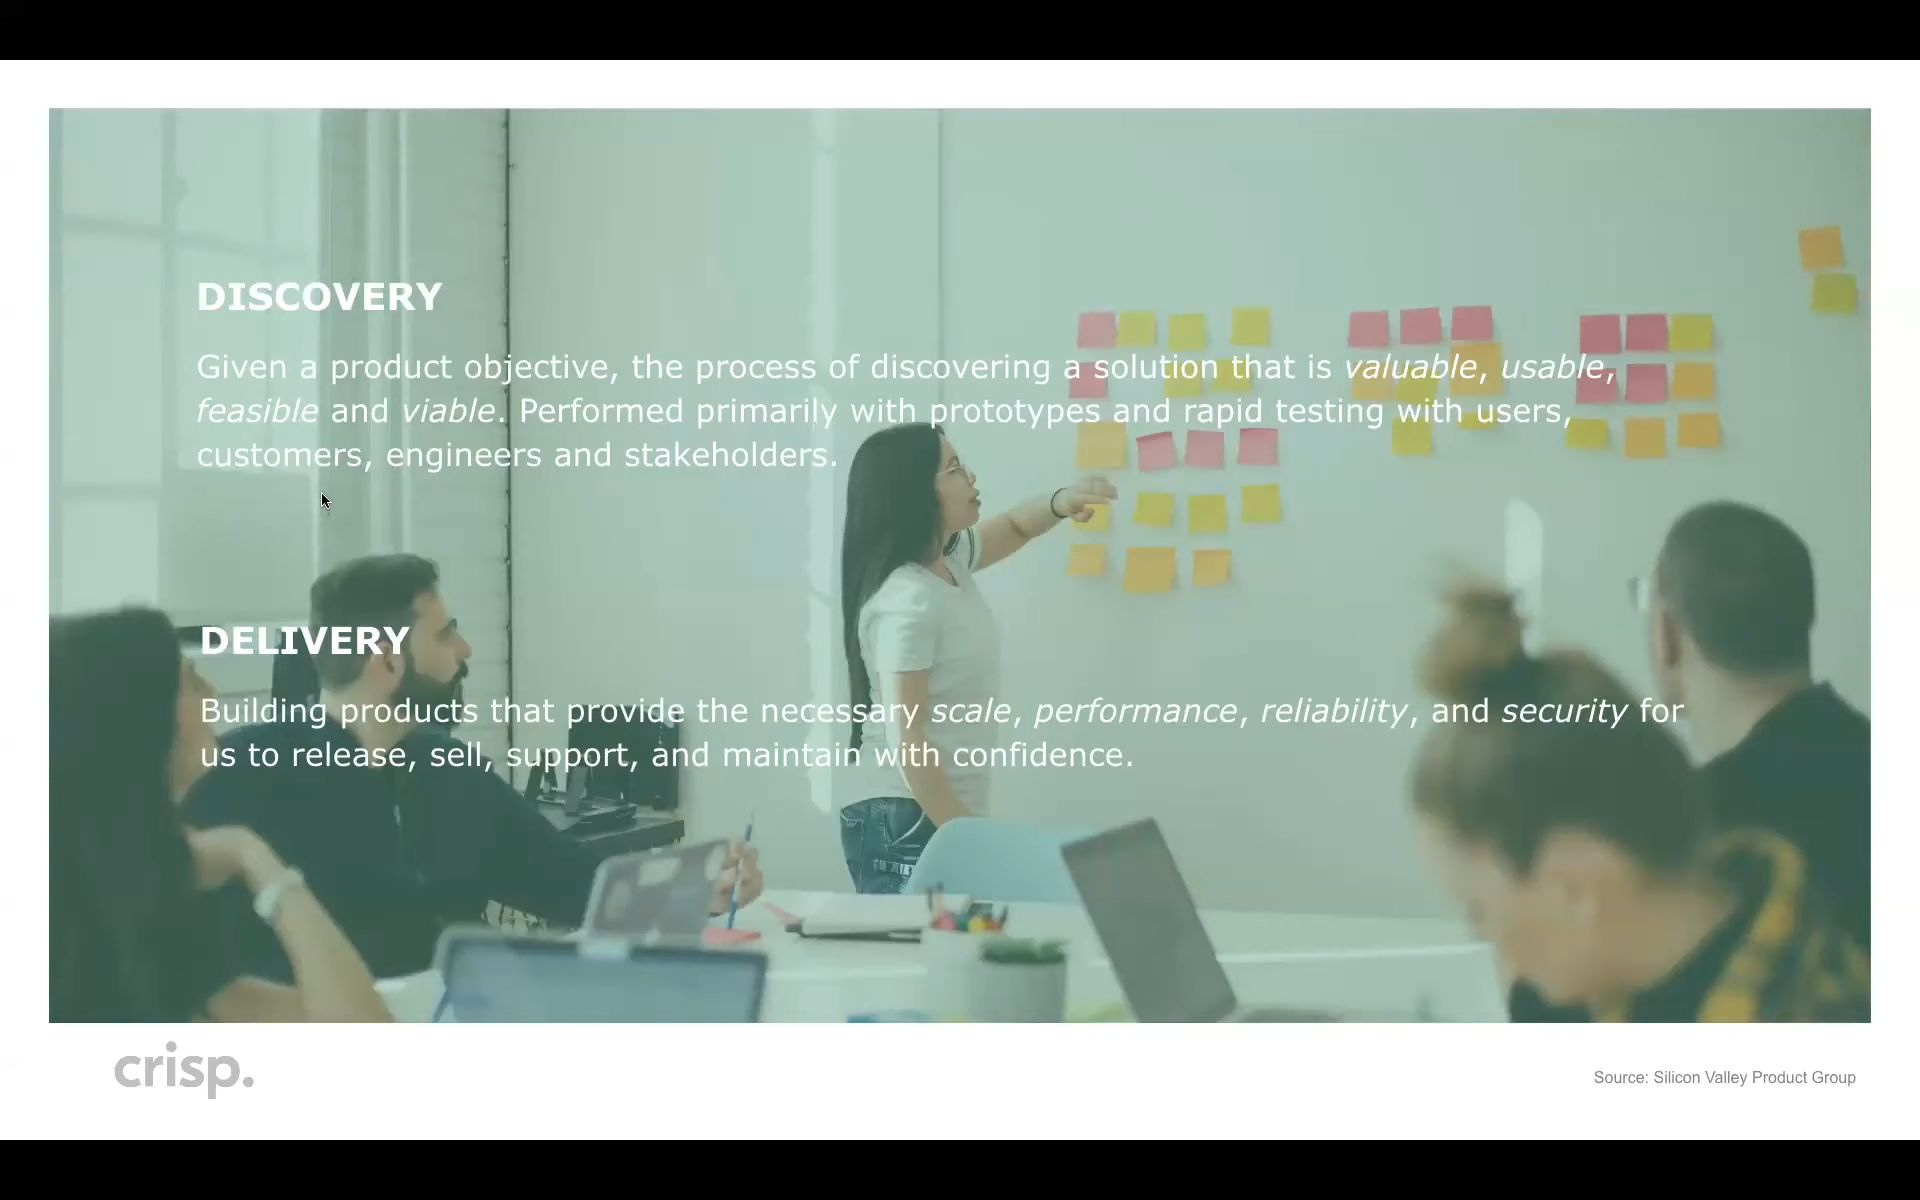 DISCOVERY
Given a product objective, the process of discovering a solution that is valuable, usable,
feasible and viable. Performed primarily with prototypes and rapid testing with users,
customers, engineers and stakeholders.
DELIVERY
Building products that provide the necessary scale, performance, reliability, and security for
us to release, sell, support, and maintain with confidence.
crisp.
Source: Silicon Valley Product Group